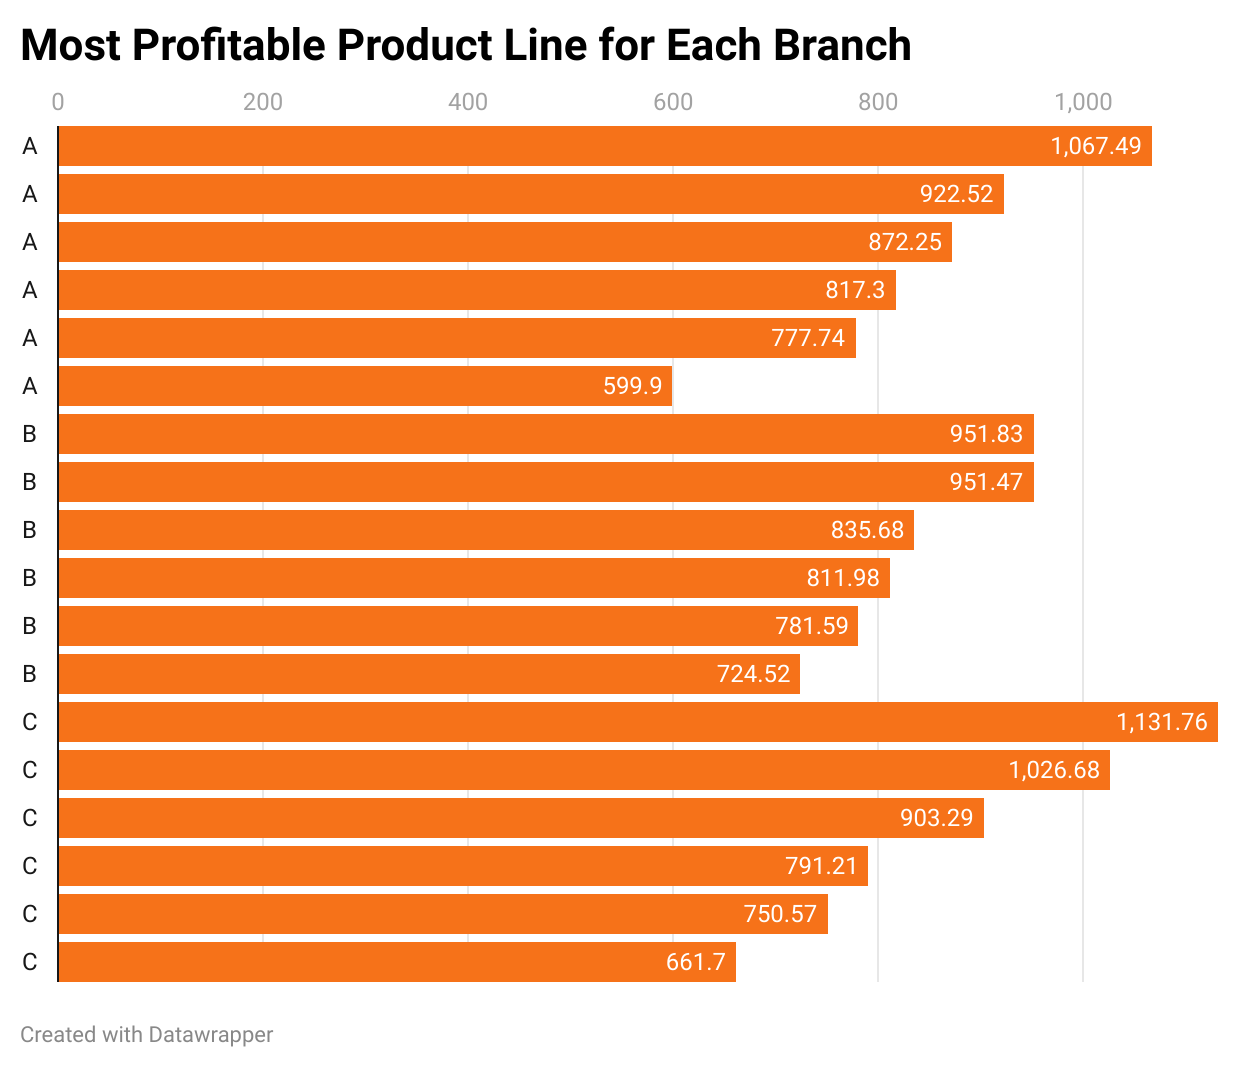 Most Profitable Product Line for Each Branch
0 200 400 600 800 1,000
A 1,067.49
A 922.52
A 872.25
A 817.3
A 777.74
A 599.9
B 951.83
B 951.47
B 835.68
B 811.98
B 781.59
B 724.52
C 1,131.76
C 1,026.68
C 903.29
C 791.21
C 750.57
C 661.7
Created with Datawrapper